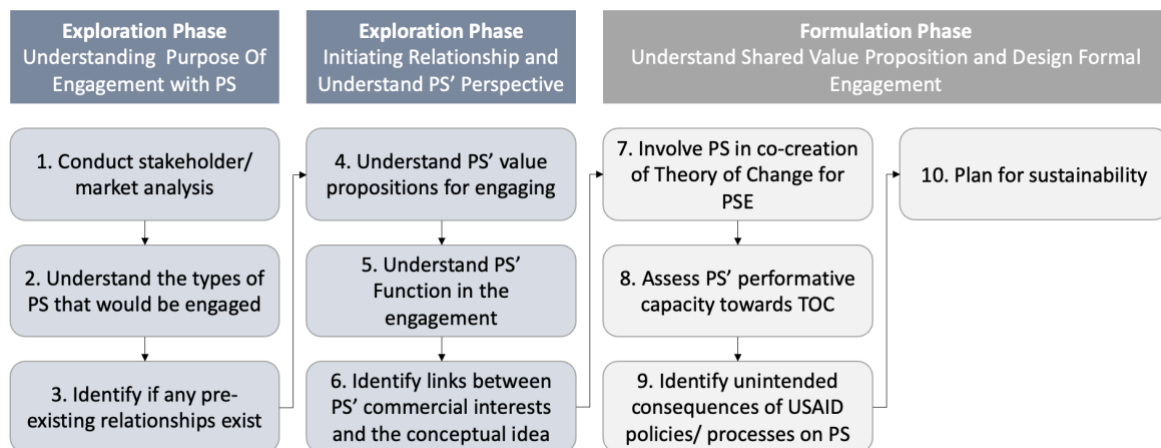 Exploration Phase
Understanding Purpose Of
Engagement with PS
Exploration Phase
Initiating Relationship and
Understand PS' Perspective
Formulation Phase
Understand Shared Value Proposition and Design Formal
Engagement
1. Conduct stakeholder/
market analysis
2. Understand the types of
PS that would be engaged
3. Identify if any pre-
existing relationships exist
4. Understand PS' value
propositions for engaging
5. Understand PS'
Function in the
engagement
6. Identify links between
PS' commercial interests
and the conceptual idea
7. Involve PS in co-creation
of Theory of Change for
PSE
8. Assess PS' performative
capacity towards TOC
9. Identify unintended
consequences of USAID
policies/ processes on PS
10. Plan for sustainability